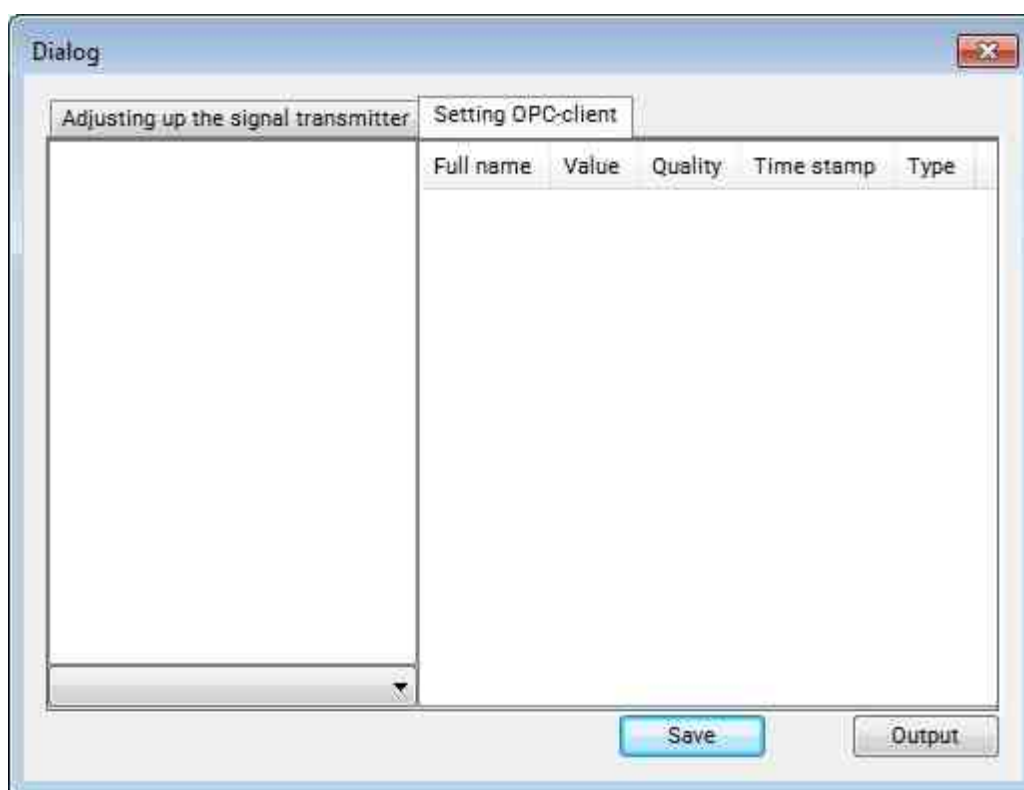 Dialog
Adjusting up the signal transmitter Setting OPC-client
Full name Value Quality Time stamp Type
Save Output